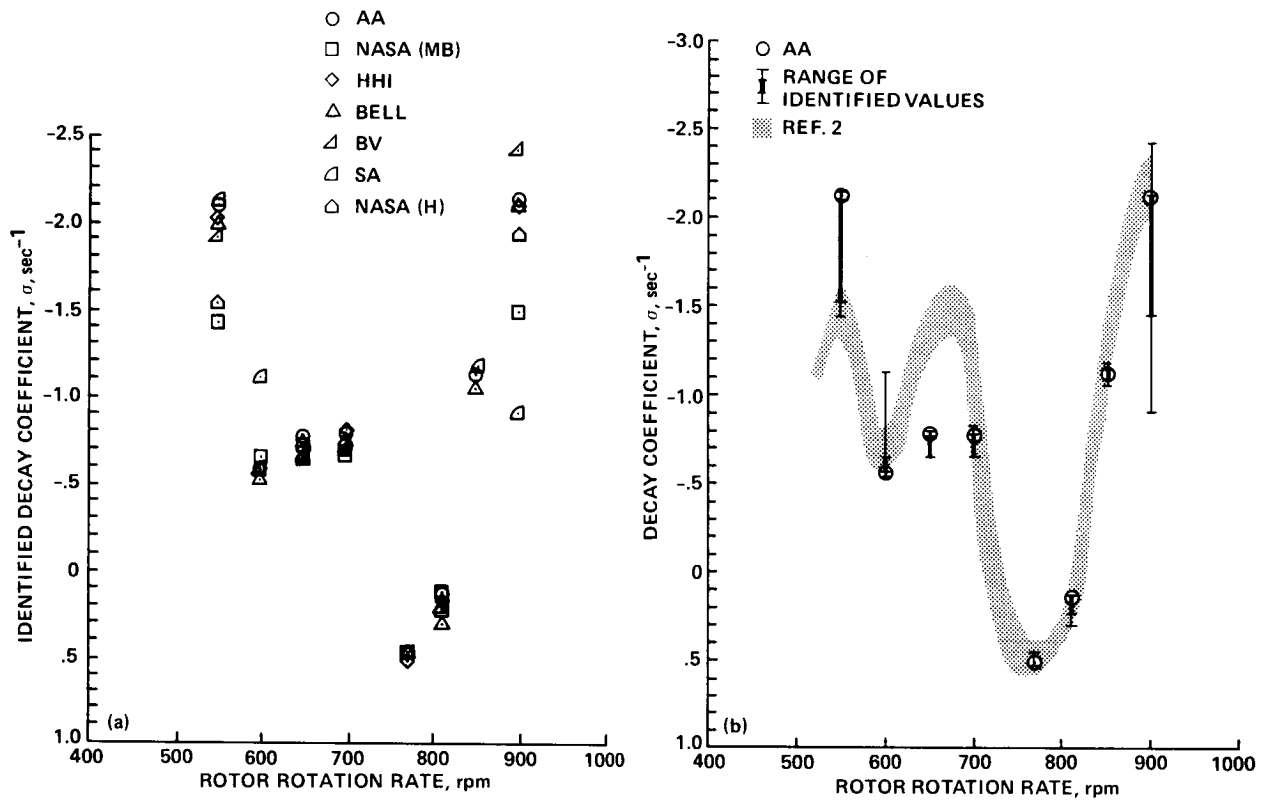 AA
NASA (MB)
HHI
BELL
BV
SA
NASA (H)
IDENTIFIED DECAY COEFFICIENT, σ, sec⁻¹
-2.5
-2.0
-1.5
-1.0
-.5
0
.5
1.0
(a)
400
500
600
700
800
900
1000
ROTOR ROTATION RATE, rpm
AA
RANGE OF
IDENTIFIED VALUES
REF. 2
DECAY COEFFICIENT, σ, sec⁻¹
-3.0
-2.5
-2.0
-1.5
-1.0
-.5
0
.5
1.0
(b)
400
500
600
700
800
900
1000
ROTOR ROTATION RATE, rpm